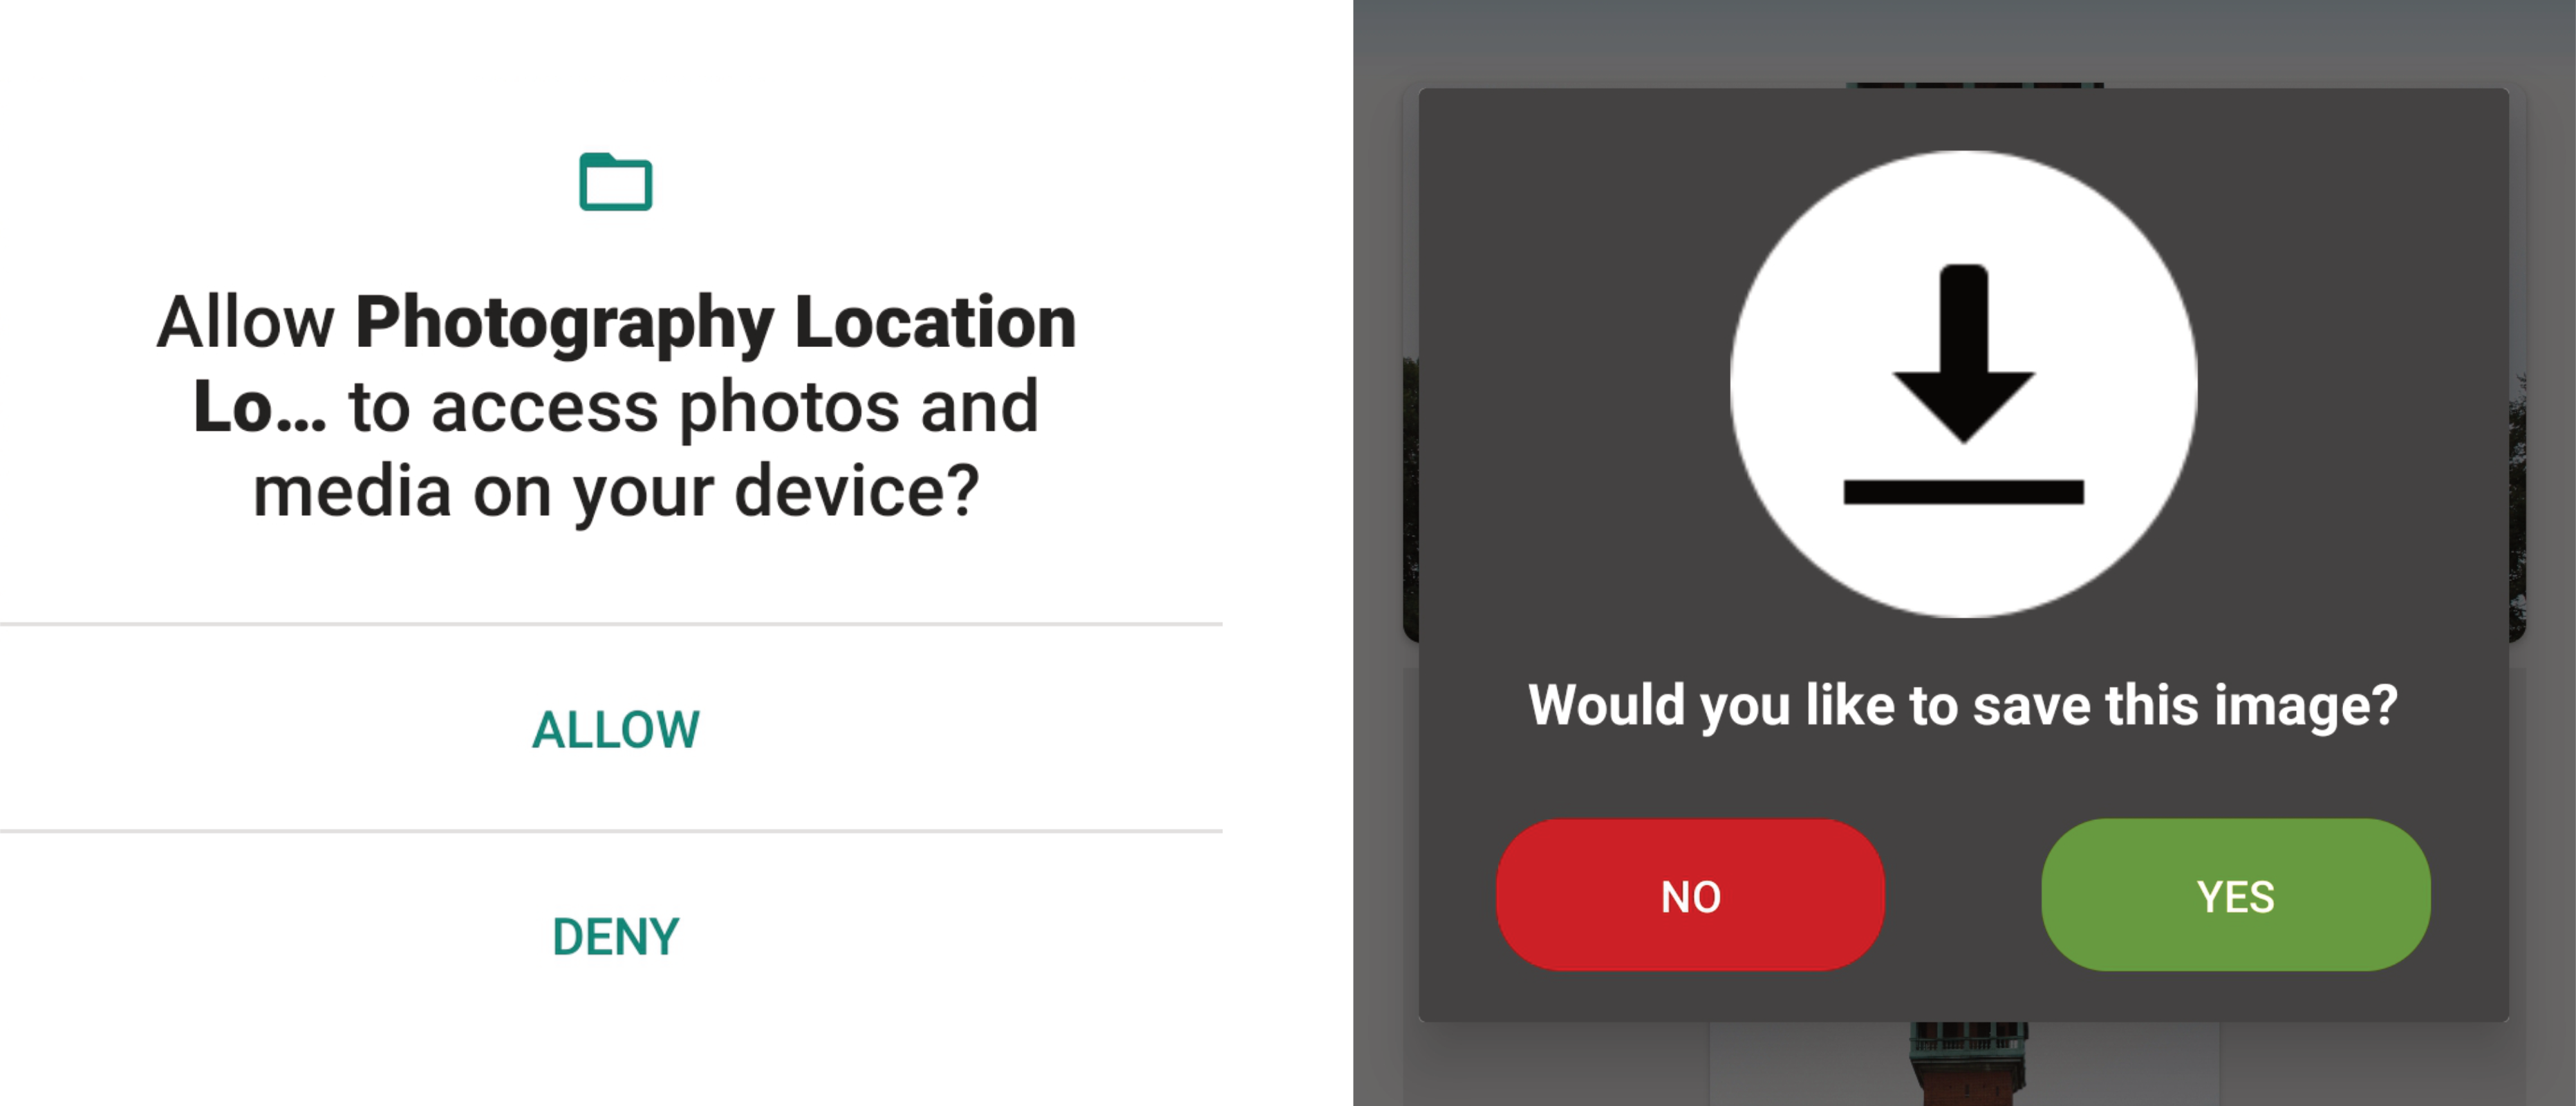 Allow Photography Location
Lo... to access photos and
media on your device?
ALLOW
DENY
Would you like to save this image?
NO
YES